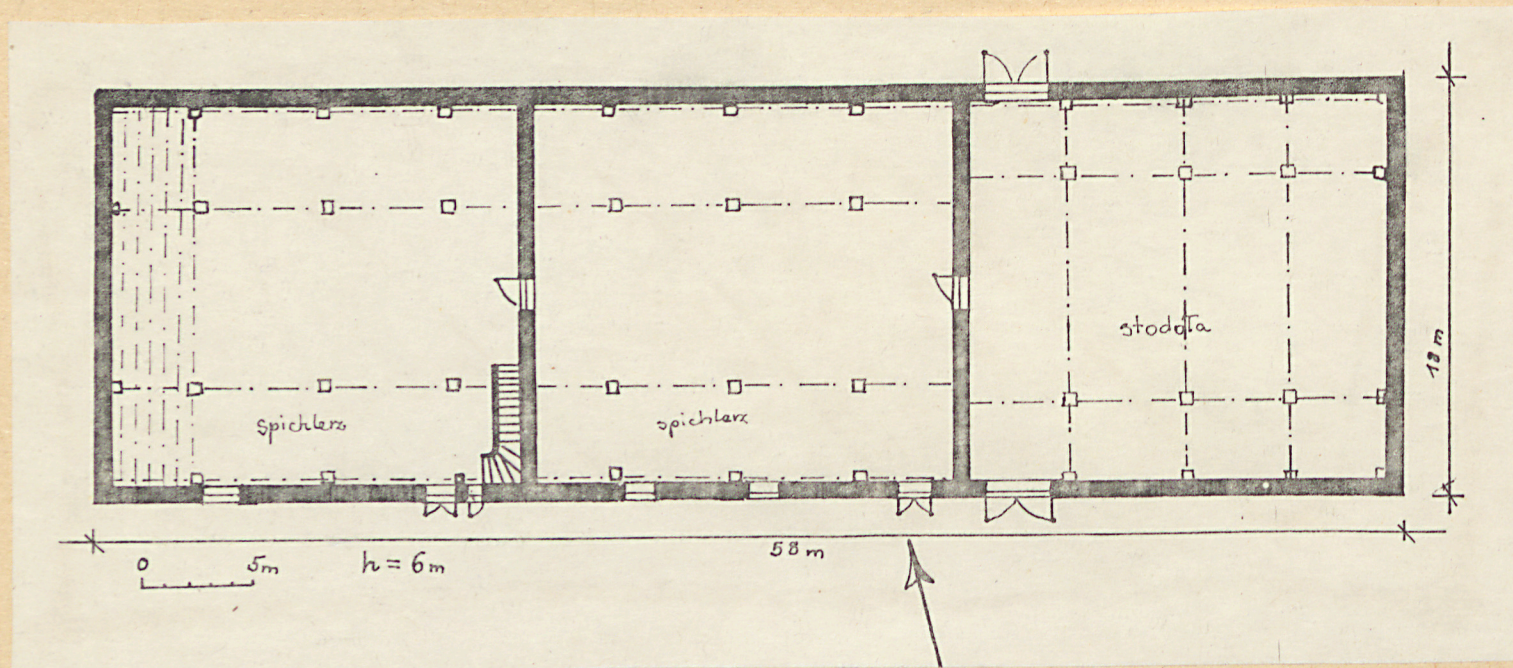 stodoła
18 m
spichlerz
spichlerz
58 m
0 5m h = 6m